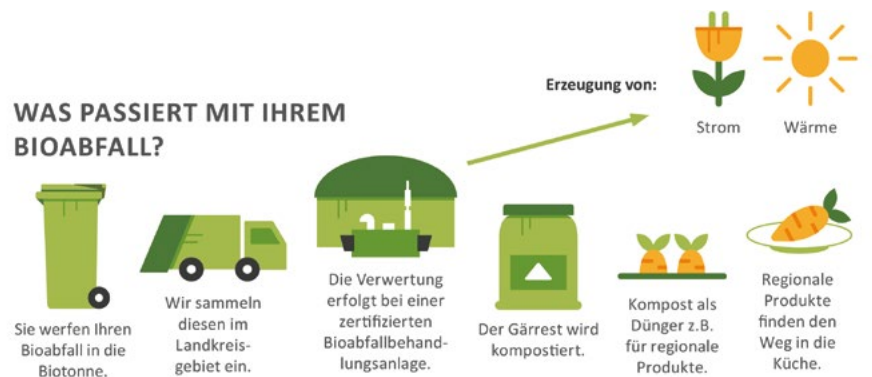 WAS PASSIERT MIT IHREM
BIOABFALL?
Erzeugung von:
Strom
Wärme
Sie werfen Ihren
Bioabfall in die
Biotonne.
Wir sammeln
diesen im
Landkreis-
gebiet ein.
Die Verwertung
erfolgt bei einer
zertifizierten
Bioabfallbehand-
lungsanlage.
Der Gärrest wird
kompostiert.
Kompost als
Dünger z.B.
für regionale
Produkte.
Regionale
Produkte
finden den
Weg in die
Küche.